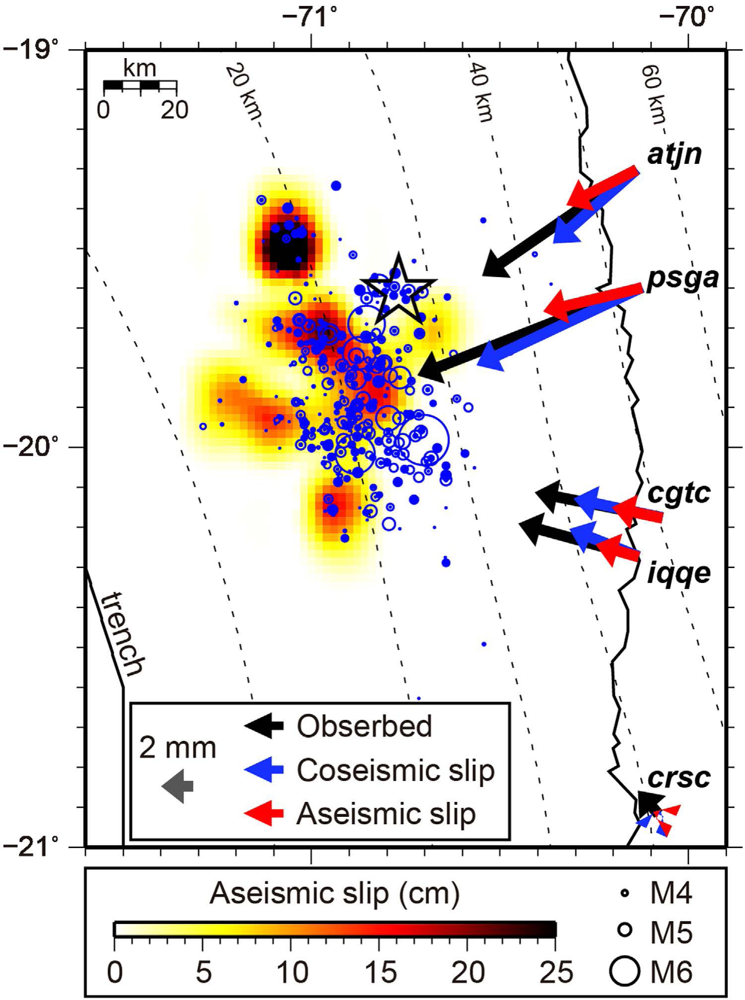 −71° −70°
−19°
km
0 20
20 km
40 km
60 km
atjn
psga
−20°
cgtc
iqqe
trench
2 mm
Obserbed
Coseismic slip
Aseismic slip
crsc
−21°
Aseismic slip (cm)
0 5 10 15 20 25
M4
M5
M6